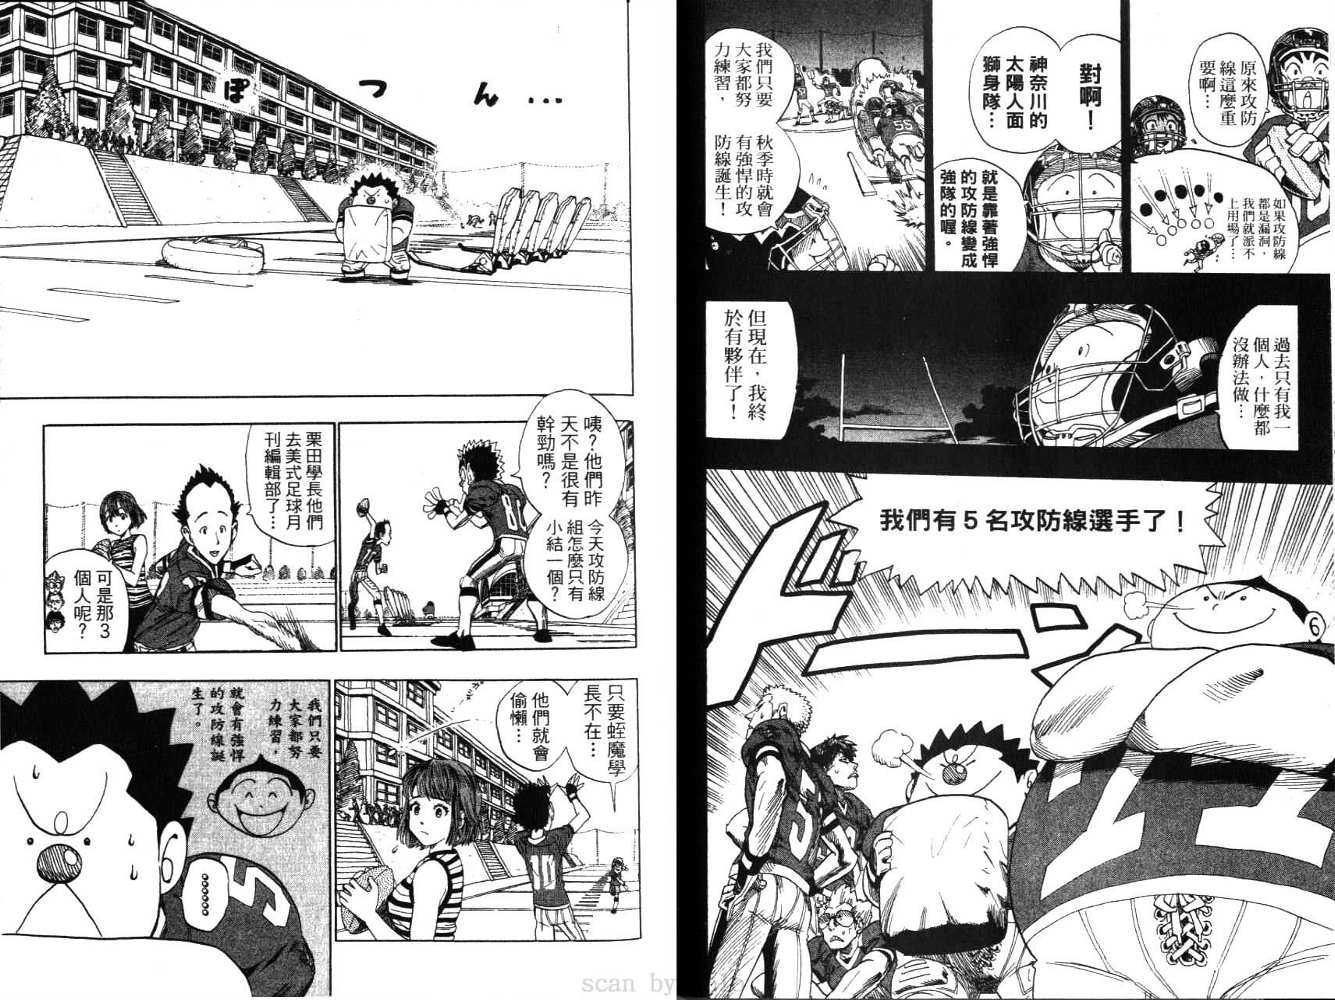 原來攻防
線這麼重
要啊…
如果攻防線
都是漏洞，
我們就派不
上用場了…
對啊！
神奈川的
太陽人面
獅身隊…
就是靠著強悍
的攻防線變成
強隊的喔。
我們只要
大家都努
力練習，
秋季時就會
有強悍的攻
防線誕生！
過去只有我一
個人，什麼都
沒辦法做…
但現在，我終
於有夥伴了！
我們有5名攻防線選手了！
6
5
ぽつん…
咦？他們昨
天不是很有
幹勁嗎？
今天攻防線
組怎麼只有
小結一個？
8
栗田學長他們
去美式足球月
刊編輯部了…
可是那3
個人呢？
只要蛭魔學
長不在…
他們就會
偷懶…
11
我們只要
大家都努
力練習，
就會有強悍
的攻防線誕
生了。
……
5
scan by